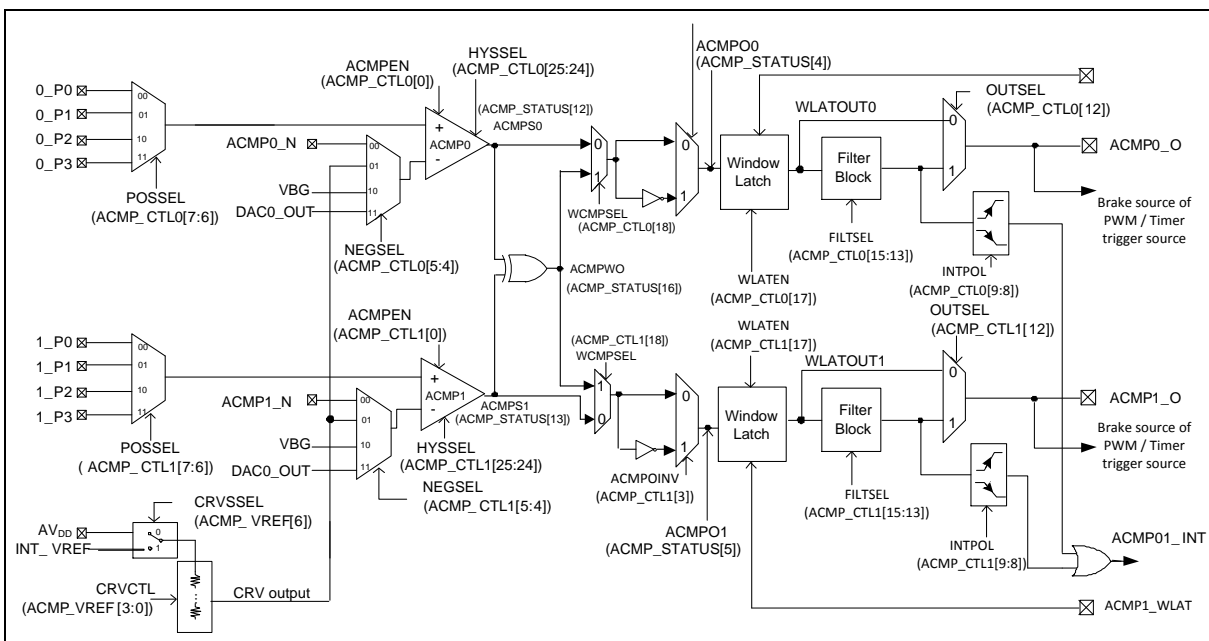 ACMPEN
(ACMP_CTL0[0])
HYSSEL
(ACMP_CTL0[25:24])
ACMPO0
(ACMP_STATUS[4])
0_P0
0_P1
0_P2
0_P3
00
01
10
11
POSSEL
(ACMP_CTL0[7:6])
ACMP0_N
VBG
DAC0_OUT
00
01
10
11
NEGSEL
(ACMP_CTL0[5:4])
+
ACMP0
-
(ACMP_STATUS[12])
ACMPS0
0
1
WCMPSEL
(ACMP_CTL0[18])
0
1
Window
Latch
WLATEN
(ACMP_CTL0[17])
WLATOUT0
Filter
Block
FILTSEL
(ACMP_CTL0[15:13])
OUTSEL
(ACMP_CTL0[12])
0
1
ACMP0_O
Brake source of
PWM / Timer
trigger source
INTPOL
(ACMP_CTL0[9:8])
ACMPWO
(ACMP_STATUS[16])
1_P0
1_P1
1_P2
1_P3
00
01
10
11
POSSEL
( ACMP_CTL1[7:6])
ACMPEN
(ACMP_CTL1[0])
ACMP1_N
VBG
DAC0_OUT
00
01
10
11
NEGSEL
(ACMP_CTL1[5:4])
+
ACMP1
-
HYSSEL
(ACMP_CTL1[25:24])
ACMPS1
(ACMP_STATUS[13])
(ACMP_CTL1[18])
WCMPSEL
1
0
0
1
ACMPOINV
(ACMP_CTL1[3])
ACMPO1
(ACMP_STATUS[5])
WLATEN
(ACMP_CTL1[17])
Window
Latch
WLATOUT1
Filter
Block
FILTSEL
(ACMP_CTL1[15:13])
OUTSEL
(ACMP_CTL1[12])
0
1
ACMP1_O
Brake source of
PWM / Timer
trigger source
INTPOL
(ACMP_CTL1[9:8])
ACMP01_INT
ACMP1_WLAT
CRVSSEL
(ACMP_VREF[6])
AVDD
INT_ VREF
0
1
CRVCTL
(ACMP_VREF [3:0])
CRV output